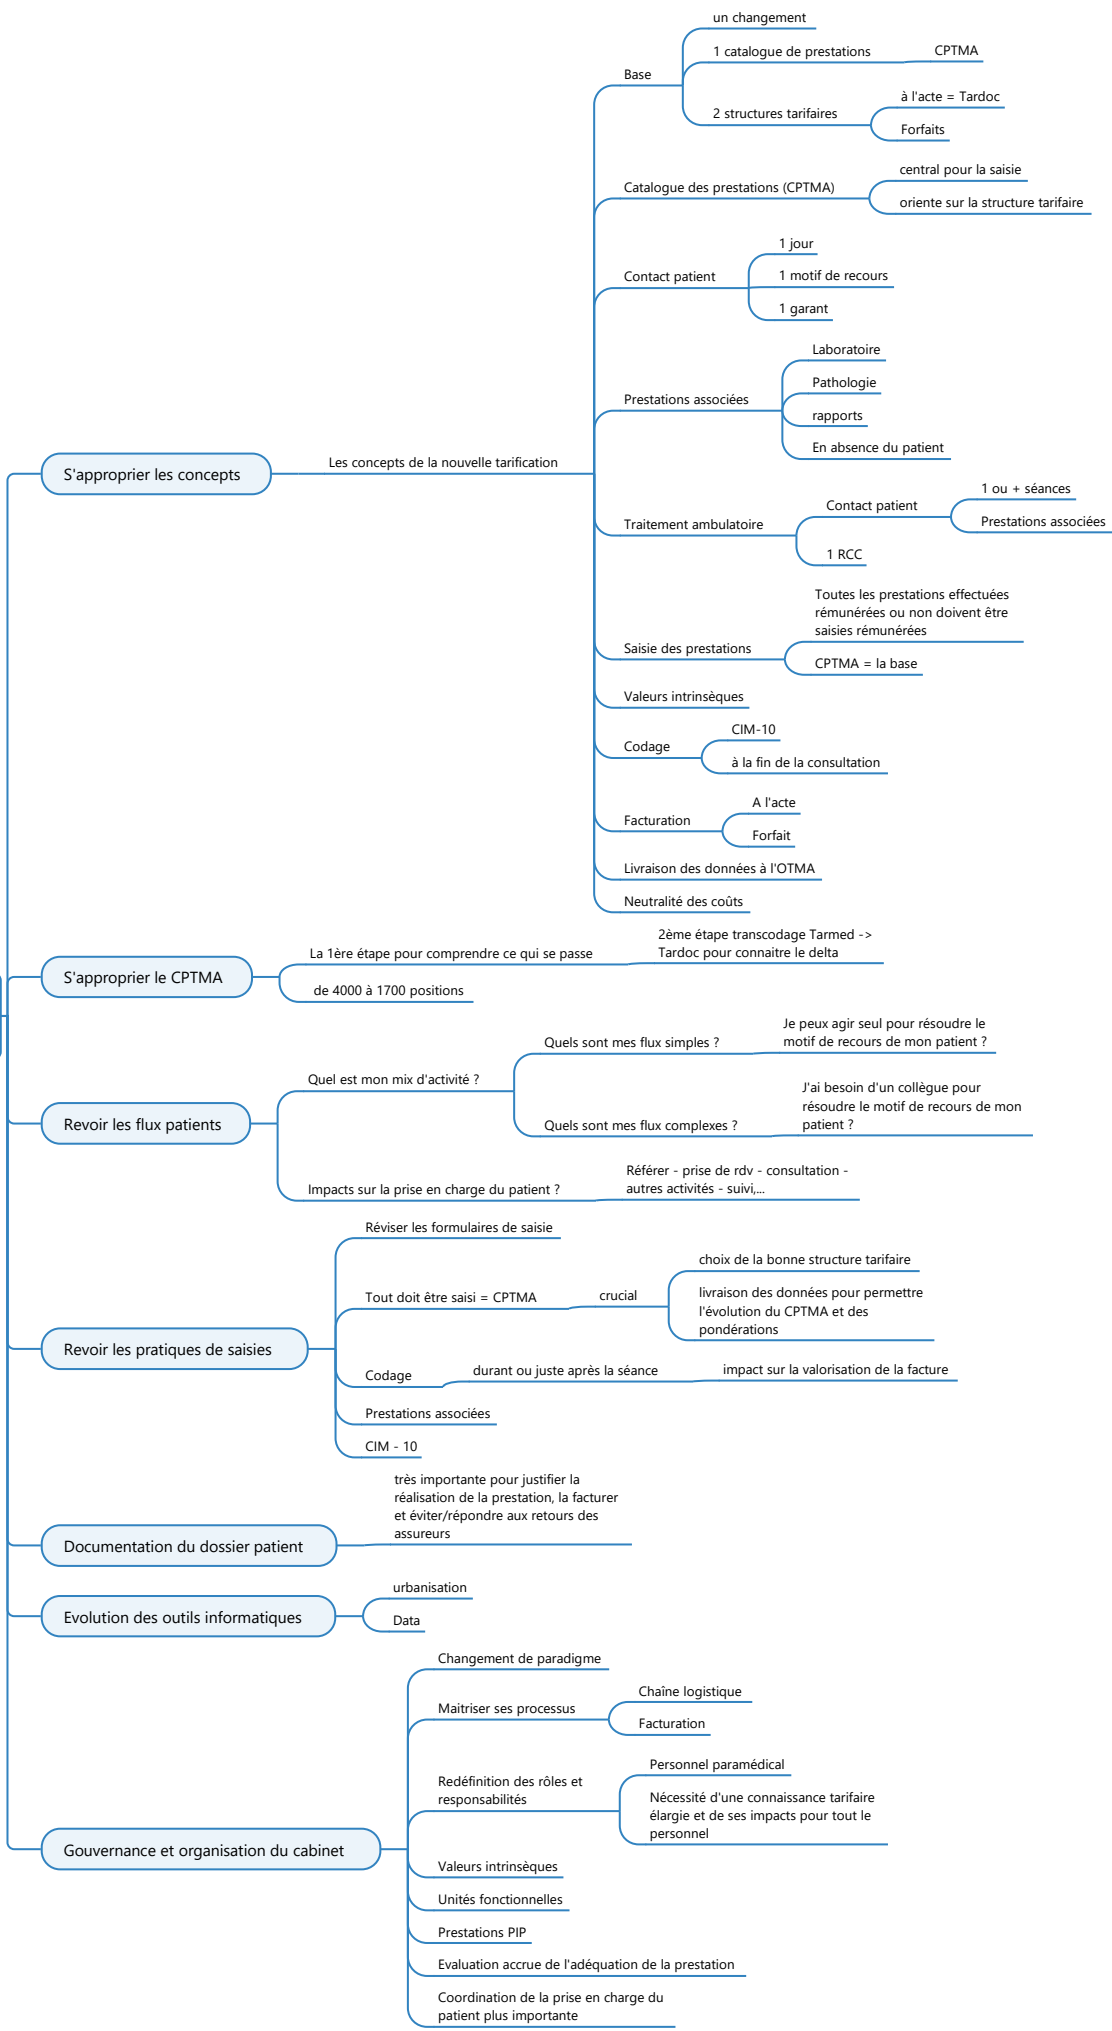 S'approprier les concepts
Les concepts de la nouvelle tarification
Base
un changement
1 catalogue de prestations
CPTMA
2 structures tarifaires
à l'acte = Tardoc
Forfaits
Catalogue des prestations (CPTMA)
central pour la saisie
oriente sur la structure tarifaire
Contact patient
1 jour
1 motif de recours
1 garant
Prestations associées
Laboratoire
Pathologie
rapports
En absence du patient
Traitement ambulatoire
Contact patient
1 ou + séances
Prestations associées
1 RCC
Saisie des prestations
Toutes les prestations effectuées
rémunérées ou non doivent être
saisies rémunérées
CPTMA = la base
Valeurs intrinsèques
Codage
CIM-10
à la fin de la consultation
Facturation
A l'acte
Forfait
Livraison des données à l'OTMA
Neutralité des coûts
S'approprier le CPTMA
La 1ère étape pour comprendre ce qui se passe
2ème étape transcodage Tarmed ->
Tardoc pour connaitre le delta
de 4000 à 1700 positions
Revoir les flux patients
Quel est mon mix d'activité ?
Quels sont mes flux simples ?
Je peux agir seul pour résoudre le
motif de recours de mon patient ?
Quels sont mes flux complexes ?
J'ai besoin d'un collègue pour
résoudre le motif de recours de mon
patient ?
Impacts sur la prise en charge du patient ?
Référer - prise de rdv - consultation -
autres activités - suivi,...
Revoir les pratiques de saisies
Réviser les formulaires de saisie
Tout doit être saisi = CPTMA
crucial
choix de la bonne structure tarifaire
livraison des données pour permettre
l'évolution du CPTMA et des
pondérations
Codage
durant ou juste après la séance
impact sur la valorisation de la facture
Prestations associées
CIM - 10
Documentation du dossier patient
très importante pour justifier la
réalisation de la prestation, la facturer
et éviter/répondre aux retours des
assureurs
Evolution des outils informatiques
urbanisation
Data
Gouvernance et organisation du cabinet
Changement de paradigme
Maitriser ses processus
Chaîne logistique
Facturation
Redéfinition des rôles et
responsabilités
Personnel paramédical
Nécessité d'une connaissance tarifaire
élargie et de ses impacts pour tout le
personnel
Valeurs intrinsèques
Unités fonctionnelles
Prestations PIP
Evaluation accrue de l'adéquation de la prestation
Coordination de la prise en charge du
patient plus importante